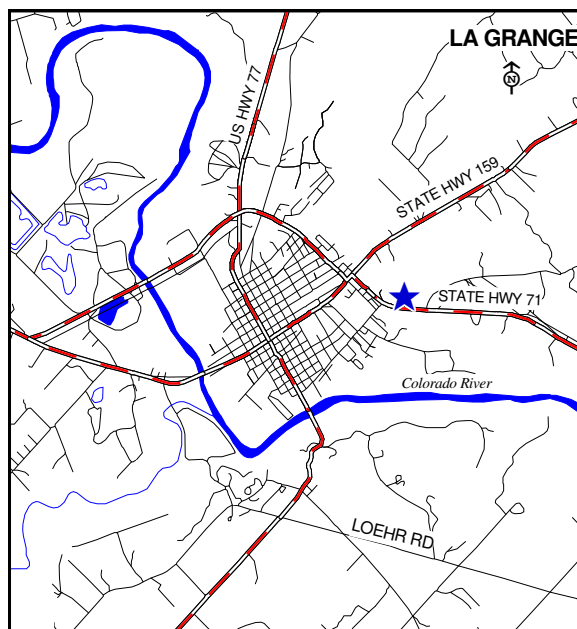 LA GRANGE
N
US HWY 77
STATE HWY 159
STATE HWY 71
Colorado River
LOEHR RD